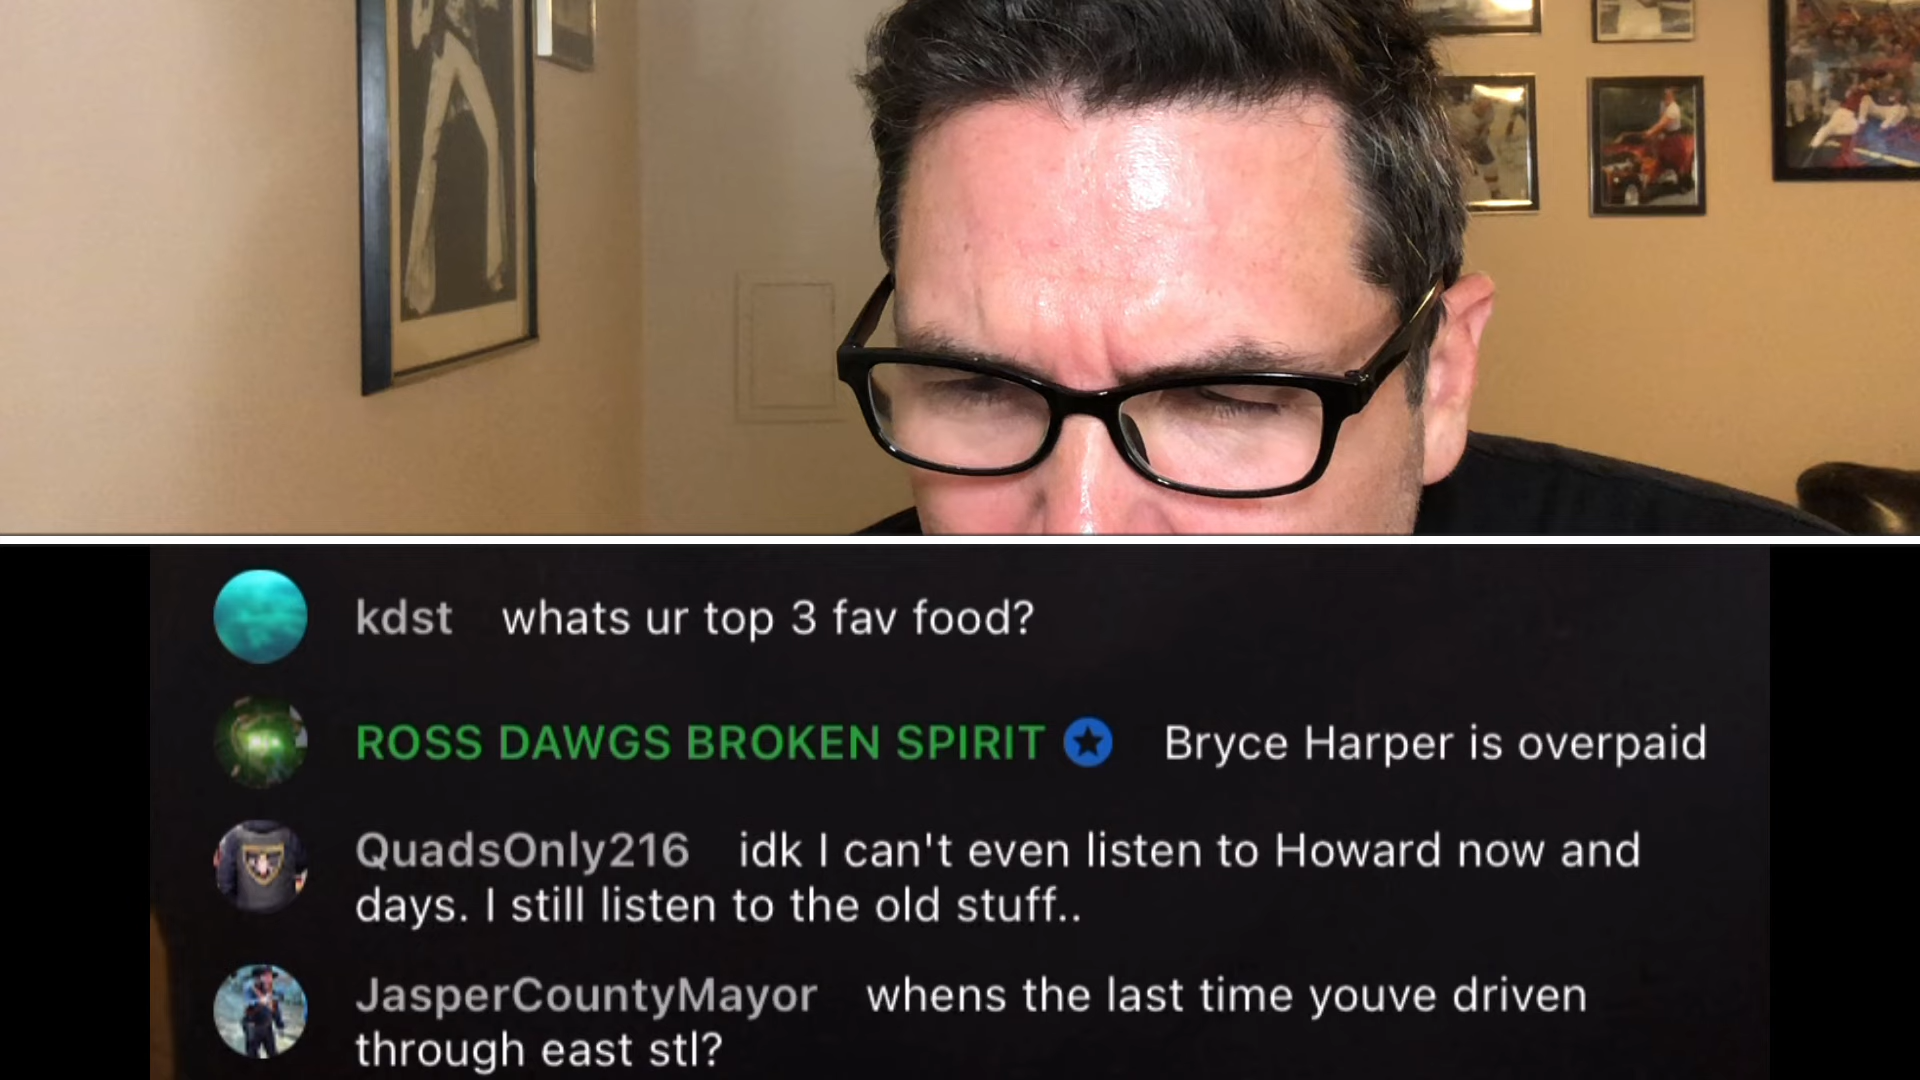 kdst whats ur top 3 fav food?
ROSS DAWGS BROKEN SPIRIT Bryce Harper is overpaid
QuadsOnly216 idk I can't even listen to Howard now and
days. I still listen to the old stuff..
JasperCountyMayor whens the last time youve driven
through east stl?